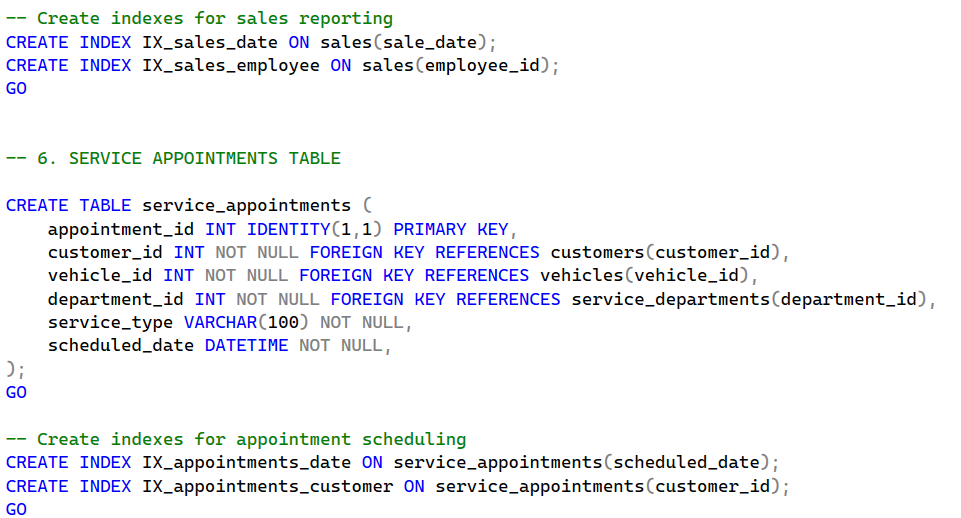 -- Create indexes for sales reporting
CREATE INDEX IX_sales_date ON sales(sale_date);
CREATE INDEX IX_sales_employee ON sales(employee_id);
GO
-- 6. SERVICE APPOINTMENTS TABLE
CREATE TABLE service_appointments (
    appointment_id INT IDENTITY(1,1) PRIMARY KEY,
    customer_id INT NOT NULL FOREIGN KEY REFERENCES customers(customer_id),
    vehicle_id INT NOT NULL FOREIGN KEY REFERENCES vehicles(vehicle_id),
    department_id INT NOT NULL FOREIGN KEY REFERENCES service_departments(department_id),
    service_type VARCHAR(100) NOT NULL,
    scheduled_date DATETIME NOT NULL,
);
GO
-- Create indexes for appointment scheduling
CREATE INDEX IX_appointments_date ON service_appointments(scheduled_date);
CREATE INDEX IX_appointments_customer ON service_appointments(customer_id);
GO